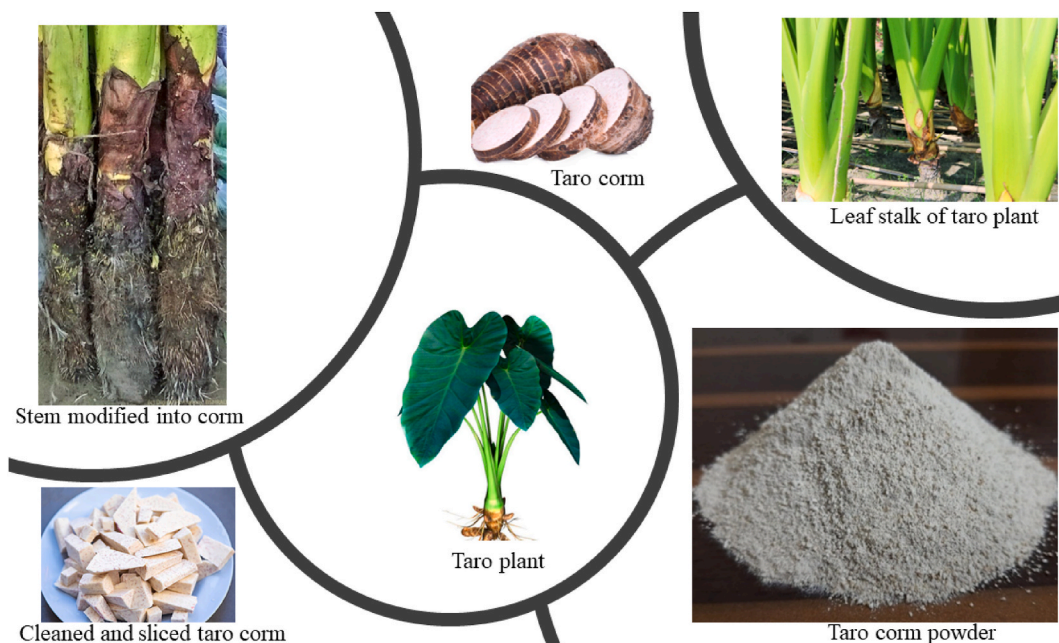 Taro corm
Leaf stalk of taro plant
Stem modified into corm
Taro plant
Cleaned and sliced taro corm
Taro corm powder